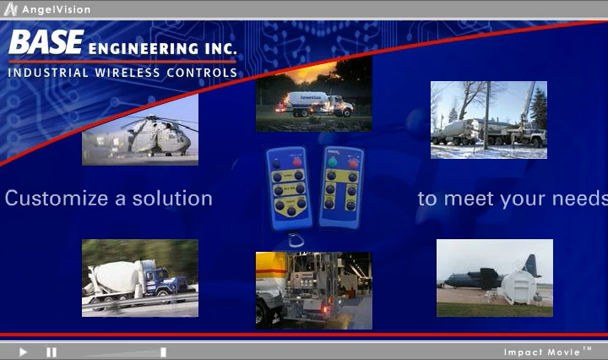 AngelVision
BASE ENGINEERING INC.
INDUSTRIAL WIRELESS CONTROLS
Customize a solution
to meet your needs
Impact Movie™